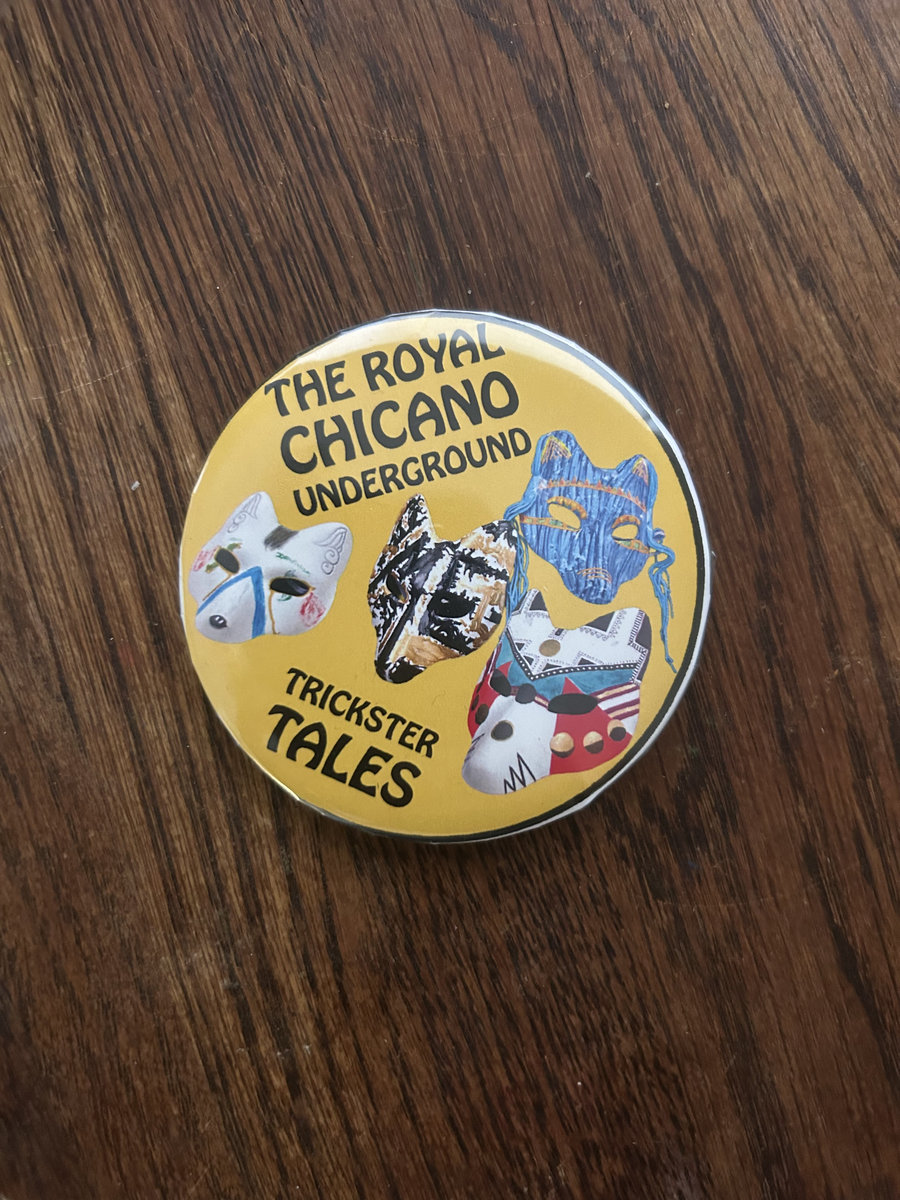 THE ROYAL
CHICANO
UNDERGROUND
TRICKSTER
TALES